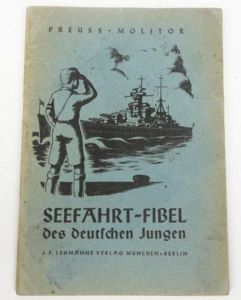 PREUSS-MOLITOR
SEEFAHRT-FIBEL
des deutſchen Jungen
J. F. LEHMANNS VERLAG MÜNCHEN-BERLIN